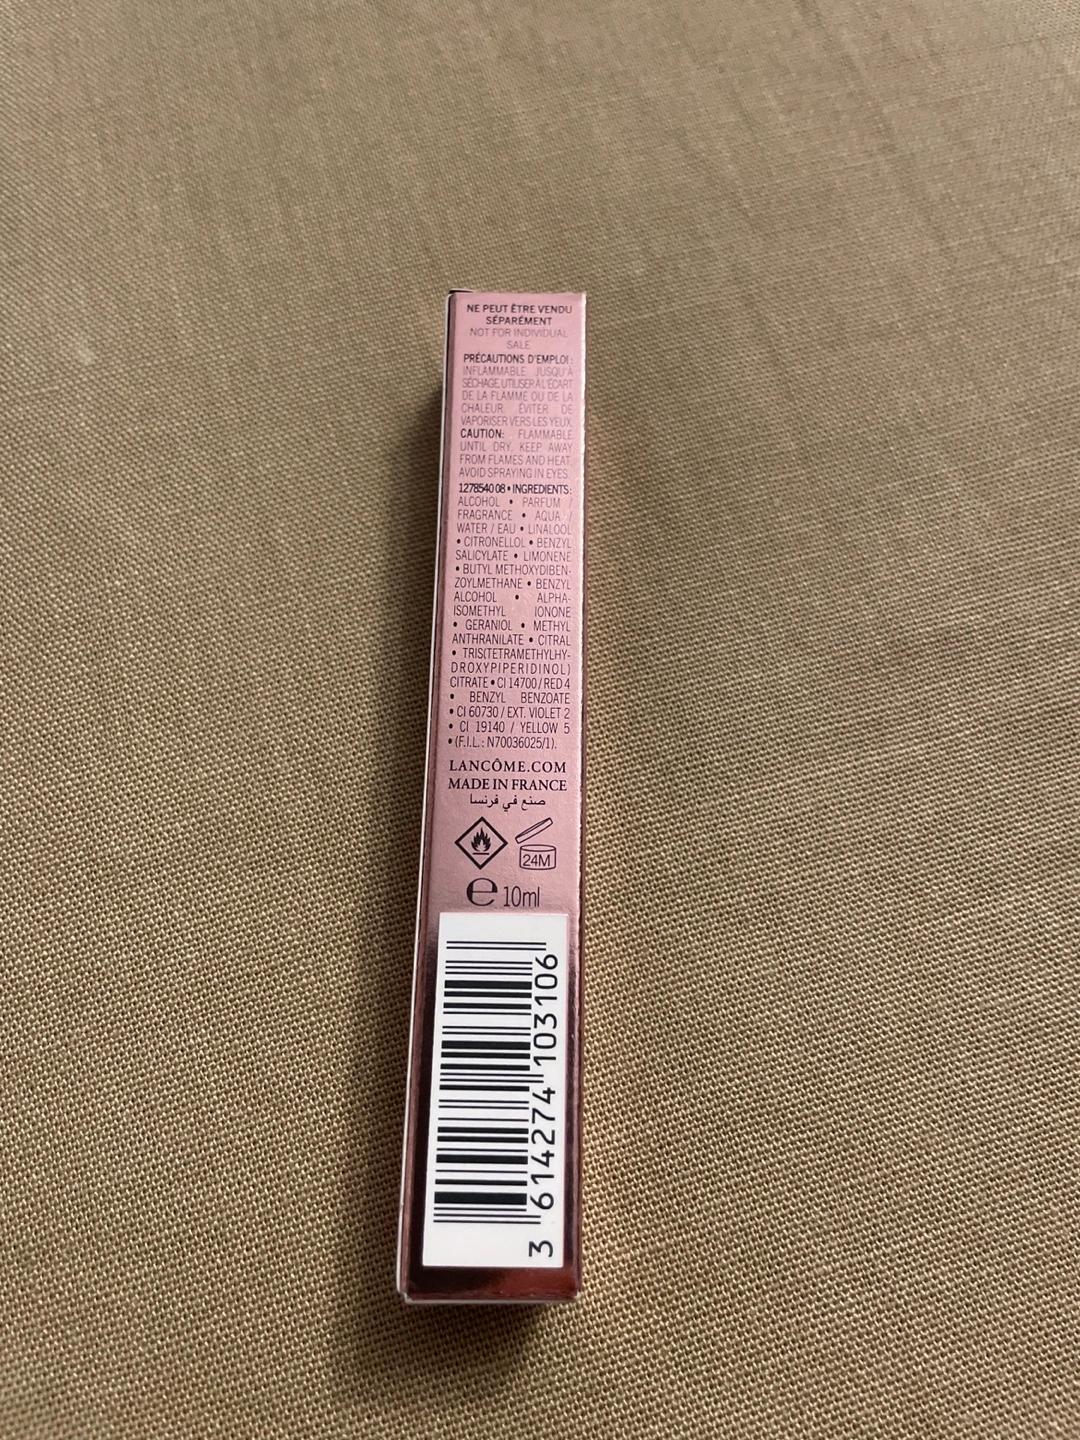 NE PEUT ÊTRE VENDU
SÉPARÉMENT
NOT FOR INDIVIDUAL
SALE
PRÉCAUTIONS D'EMPLOI :
INFLAMMABLE JUSQU'À
SÉCHAGE. UTILISER À L'ÉCART
DE LA FLAMME OU DE LA
CHALEUR. ÉVITER DE
VAPORISER VERS LES YEUX.
CAUTION: FLAMMABLE
UNTIL DRY. KEEP AWAY
FROM FLAMES AND HEAT.
AVOID SPRAYING IN EYES.
1278540 08 • INGREDIENTS:
ALCOHOL • PARFUM /
FRAGRANCE • AQUA /
WATER / EAU • LINALOOL
• CITRONELLOL • BENZYL
SALICYLATE • LIMONENE
• BUTYL METHOXYDIBEN-
ZOYLMETHANE • BENZYL
ALCOHOL • ALPHA-
ISOMETHYL IONONE
• GERANIOL • METHYL
ANTHRANILATE • CITRAL
• TRIS(TETRAMETHYLHY-
DROXYPIPERIDINOL)
CITRATE • CI 14700 / RED 4
• BENZYL BENZOATE
• CI 60730 / EXT. VIOLET 2
• CI 19140 / YELLOW 5
• (F.I.L. : N70036025/1).
LANCÔME.COM
MADE IN FRANCE
صنع في فرنسا
24M
e 10ml
3 614274 103106